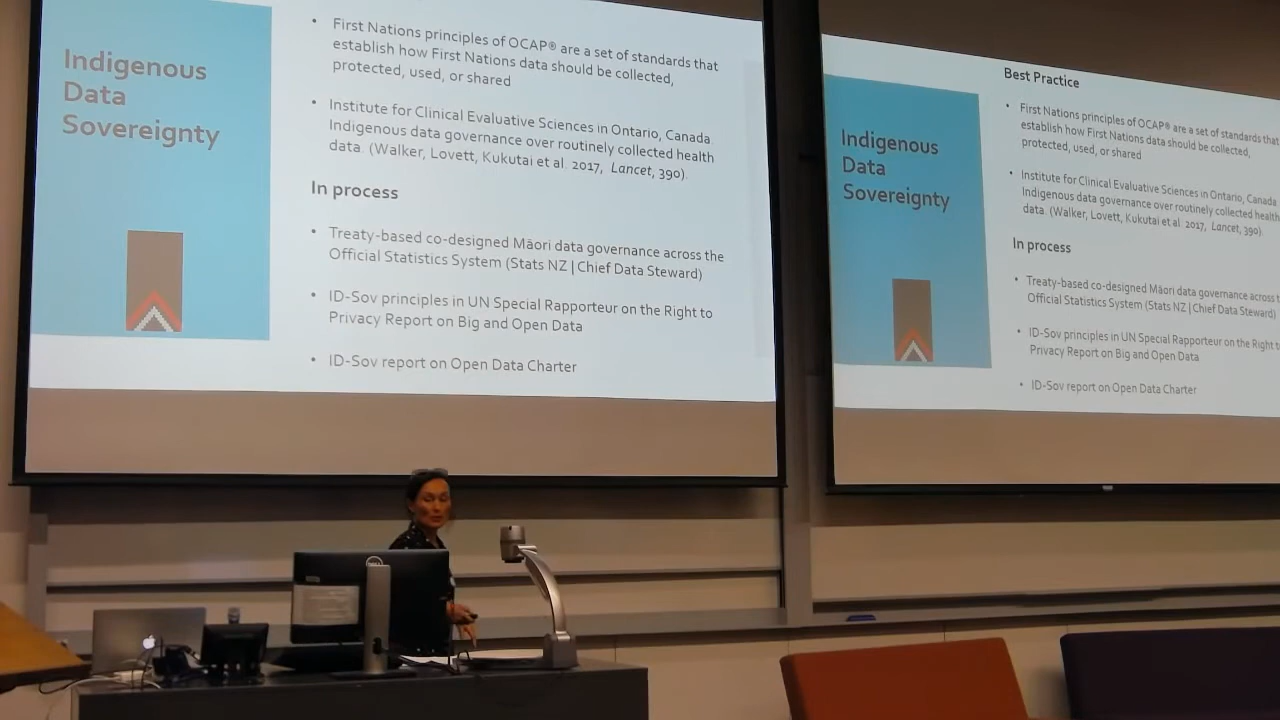 Indigenous
Data
Sovereignty
• First Nations principles of OCAP® are a set of standards that
establish how First Nations data should be collected,
protected, used, or shared
• Institute for Clinical Evaluative Sciences in Ontario, Canada.
Indigenous data governance over routinely collected health
data. (Walker, Lovett, Kukutai et al. 2017, Lancet, 390).
In process
• Treaty-based co-designed Māori data governance across the
Official Statistics System (Stats NZ | Chief Data Steward)
• ID-Sov principles in UN Special Rapporteur on the Right to
Privacy Report on Big and Open Data
• ID-Sov report on Open Data Charter
Indigenous
Data
Sovereignty
Best Practice
• First Nations principles of OCAP® are a set of standards that
establish how First Nations data should be collected,
protected, used, or shared
• Institute for Clinical Evaluative Sciences in Ontario, Canada
Indigenous data governance over routinely collected health
data. (Walker, Lovett, Kukutai et al. 2017, Lancet, 390).
In process
• Treaty-based co-designed Māori data governance across
Official Statistics System (Stats NZ | Chief Data Steward)
• ID-Sov principles in UN Special Rapporteur on the Right
Privacy Report on Big and Open Data
• ID-Sov report on Open Data Charter